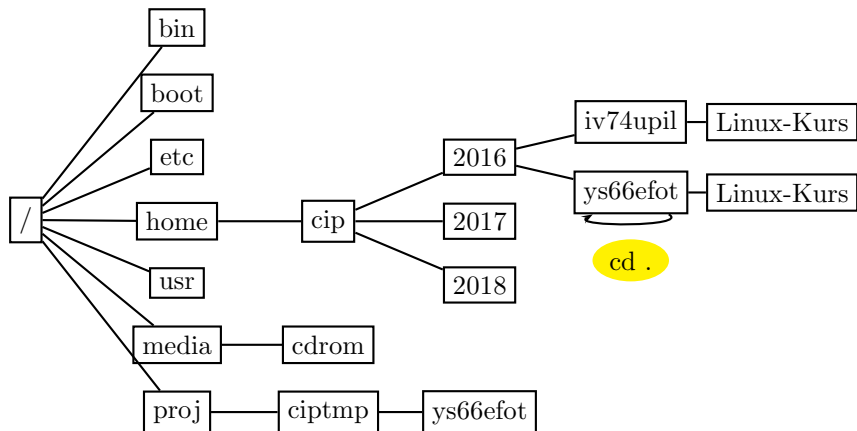 /
bin
boot
etc
home
usr
media
proj
cip
cdrom
ciptmp
2016
2017
2018
ys66efot
iv74upil
ys66efot
cd .
Linux-Kurs
Linux-Kurs